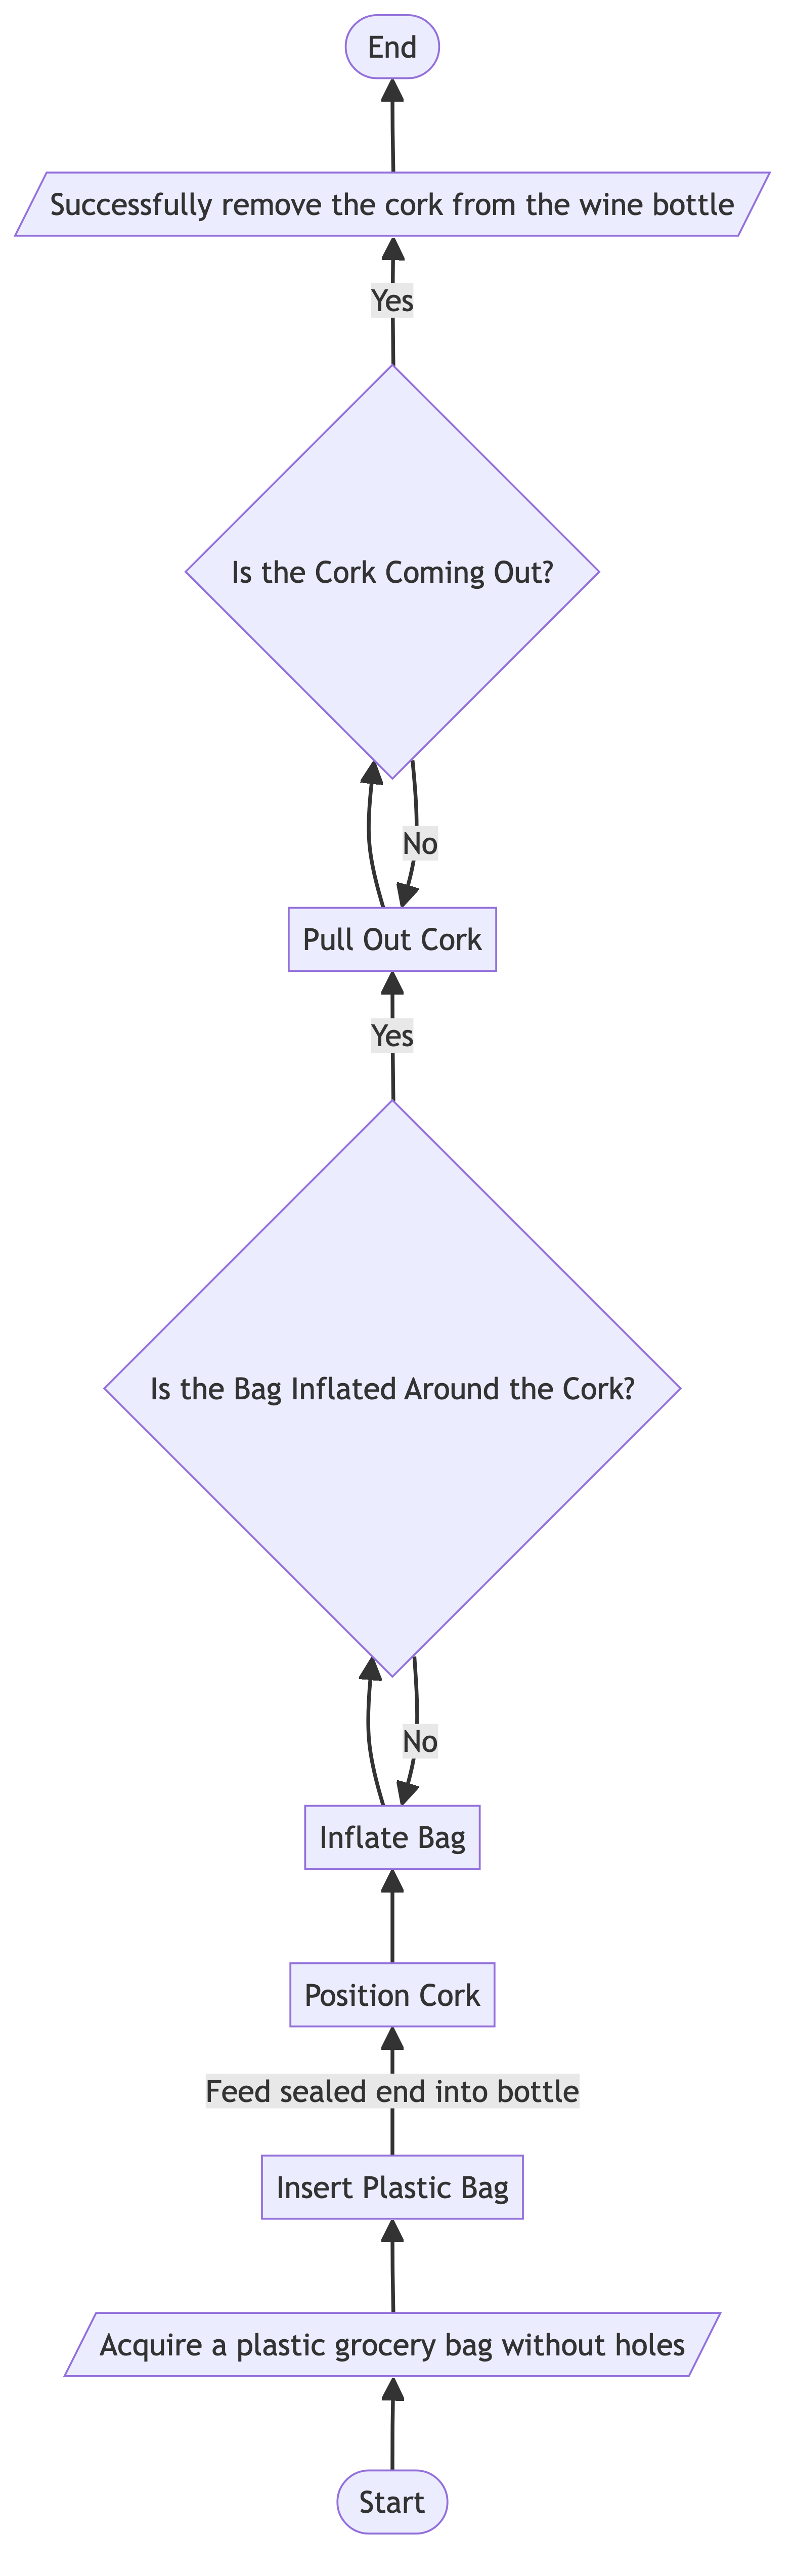 End
Successfully remove the cork from the wine bottle
Yes
Is the Cork Coming Out?
No
Pull Out Cork
Yes
Is the Bag Inflated Around the Cork?
No
Inflate Bag
Position Cork
Feed sealed end into bottle
Insert Plastic Bag
Acquire a plastic grocery bag without holes
Start